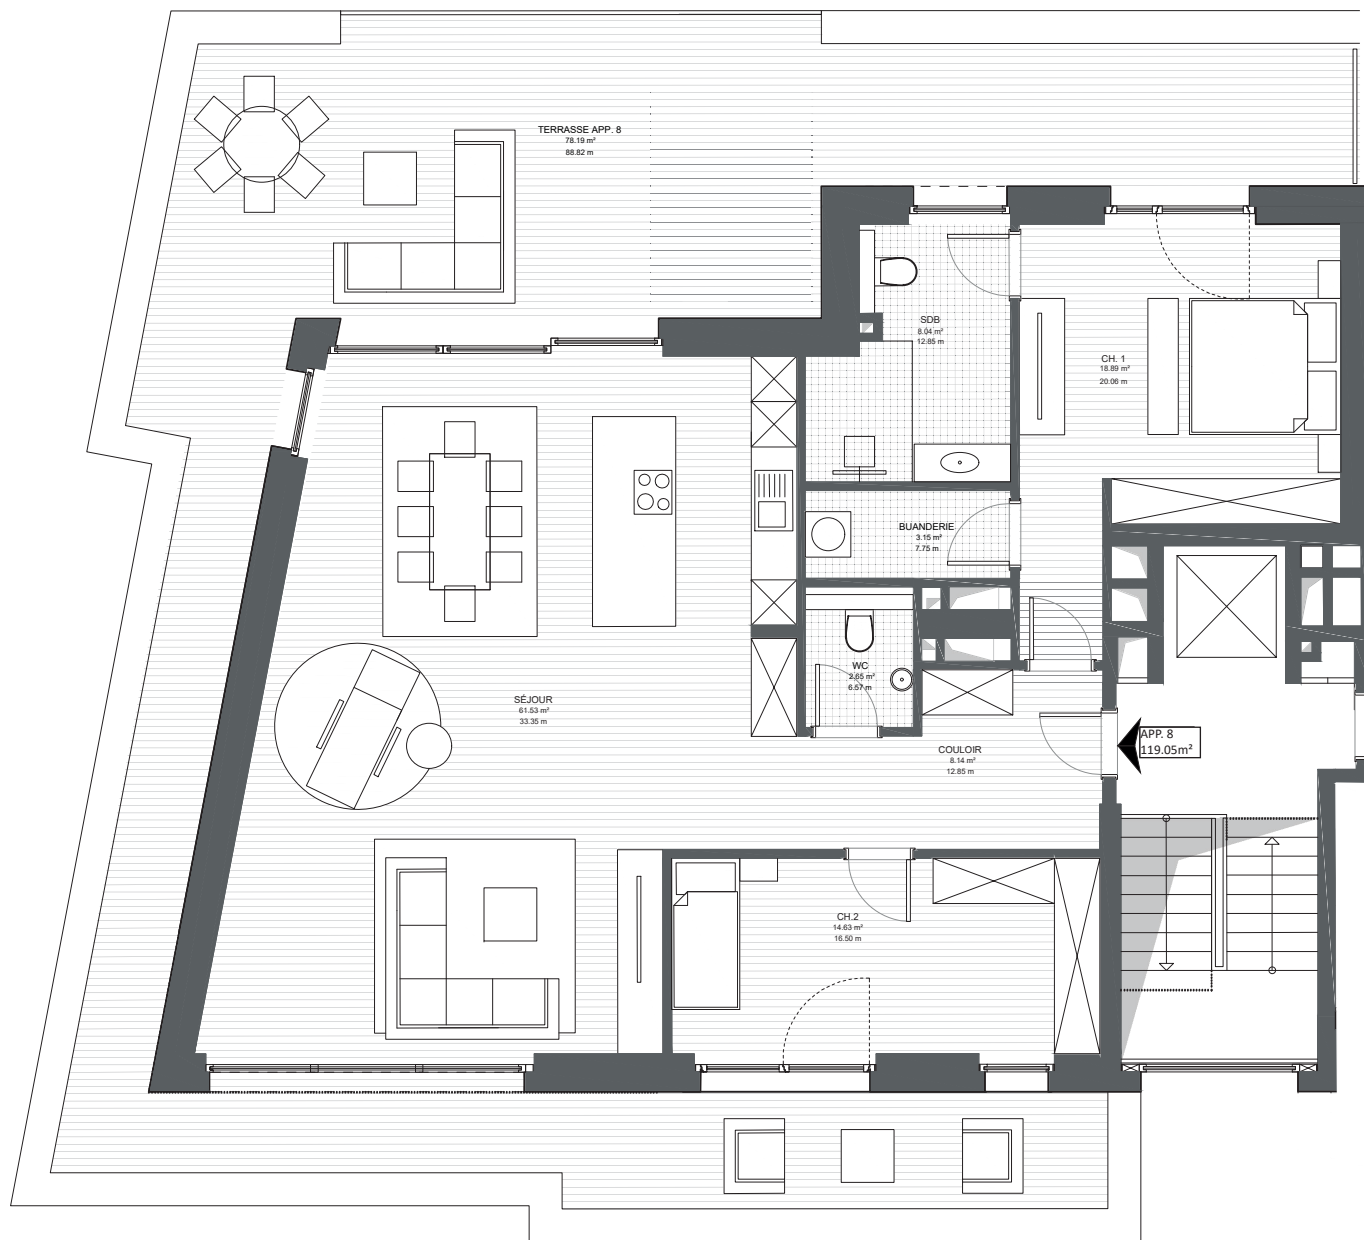 TERRASSE APP. 8
78.19 m²
88.82 m
SDB
8.04 m²
12.85 m
CH. 1
18.89 m²
20.06 m
BUANDERIE
3.15 m²
7.75 m
WC
2.65 m²
6.57 m
SÉJOUR
61.53 m²
33.35 m
COULOIR
8.14 m²
12.85 m
APP. 8
119.05m²
CH.2
14.63 m²
16.50 m